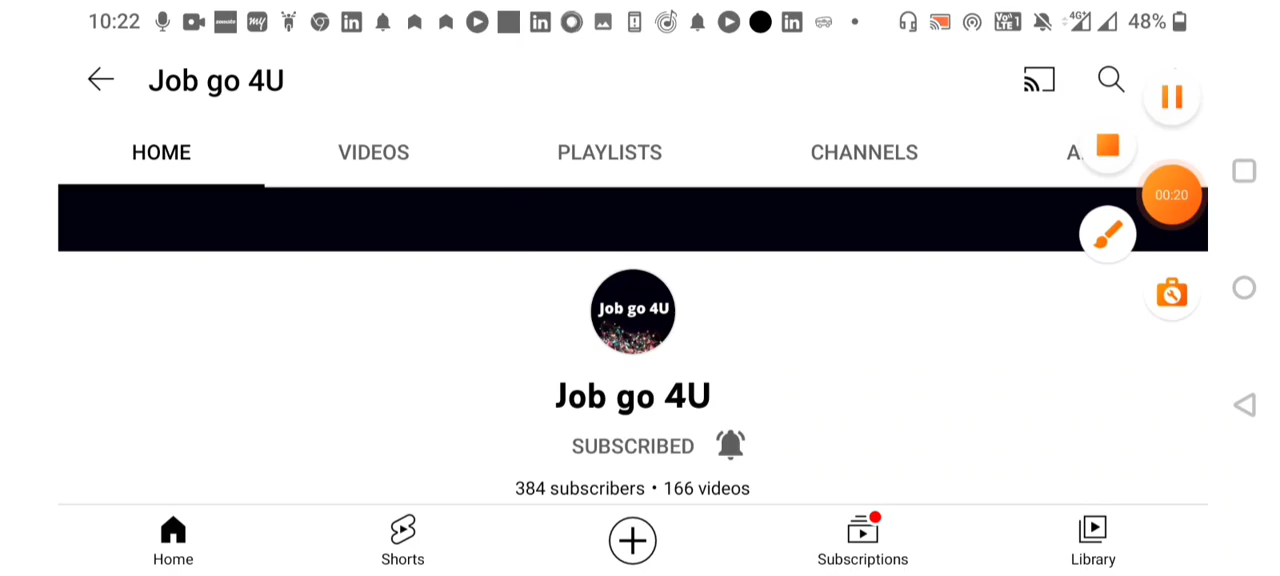 10:22 48%
Job go 4U
HOME VIDEOS PLAYLISTS CHANNELS A
00:20
Job go 4U
Job go 4U
SUBSCRIBED
384 subscribers • 166 videos
Home Shorts Subscriptions Library